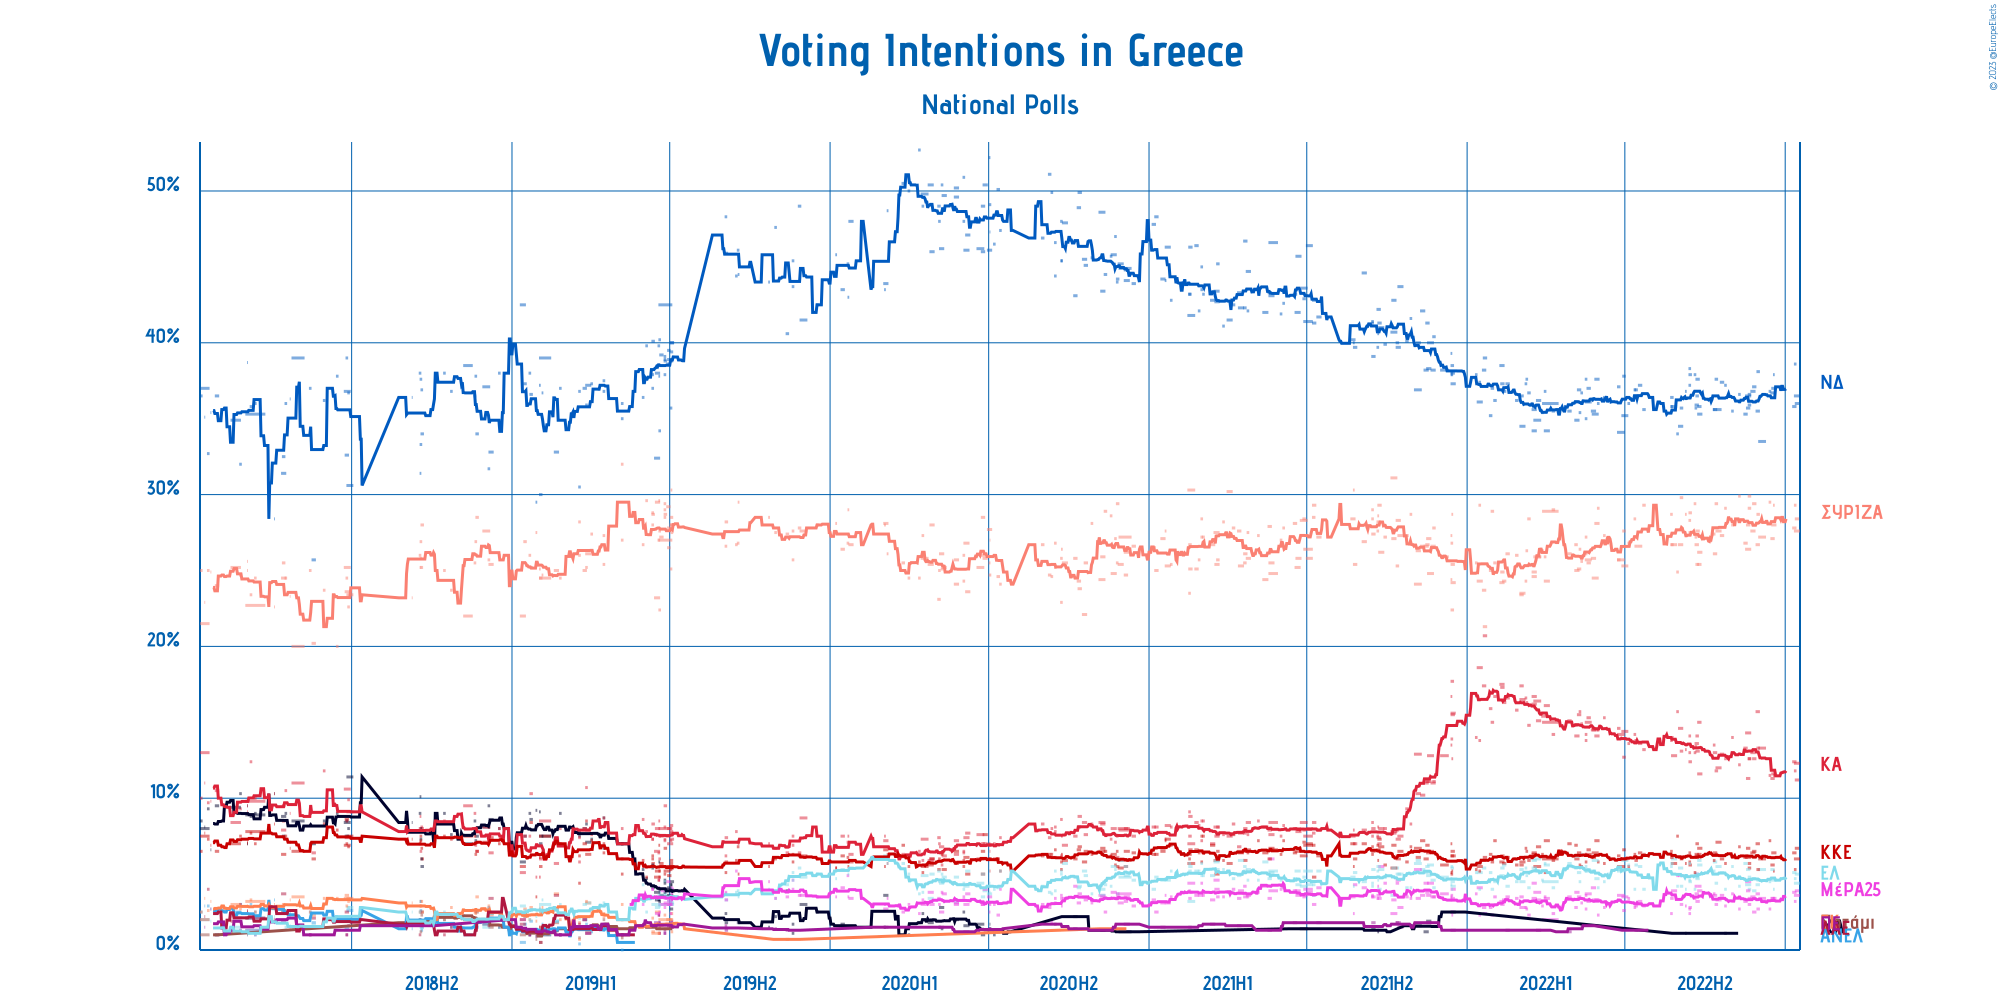 © 2023 @EuropeElects
Voting Intentions in Greece
National Polls
50%
40%
30%
20%
10%
0%
ΝΔ
ΣΥΡΙΖΑ
ΚΑ
ΚΚΕ
ΕΛ
ΜέΡΑ25
ΑΝΕΛ
2018H2
2019H1
2019H2
2020H1
2020H2
2021H1
2021H2
2022H1
2022H2